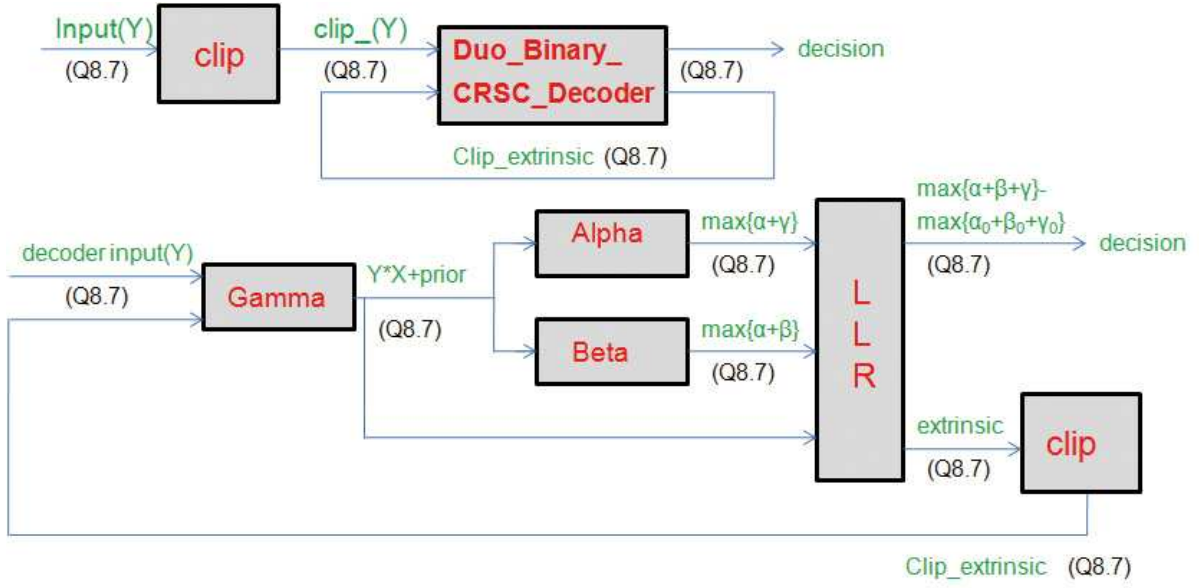 Input(Y)
(Q8.7)
clip
clip_(Y)
(Q8.7)
Duo_Binary_
CRSC_Decoder
(Q8.7)
decision
Clip_extrinsic (Q8.7)
decoder input(Y)
(Q8.7)
Gamma
Y*X+prior
(Q8.7)
Alpha
max{α+γ}
(Q8.7)
Beta
max{α+β}
(Q8.7)
L
L
R
max{α+β+γ}-
max{α₀+β₀+γ₀}
(Q8.7)
decision
extrinsic
(Q8.7)
clip
Clip_extrinsic (Q8.7)